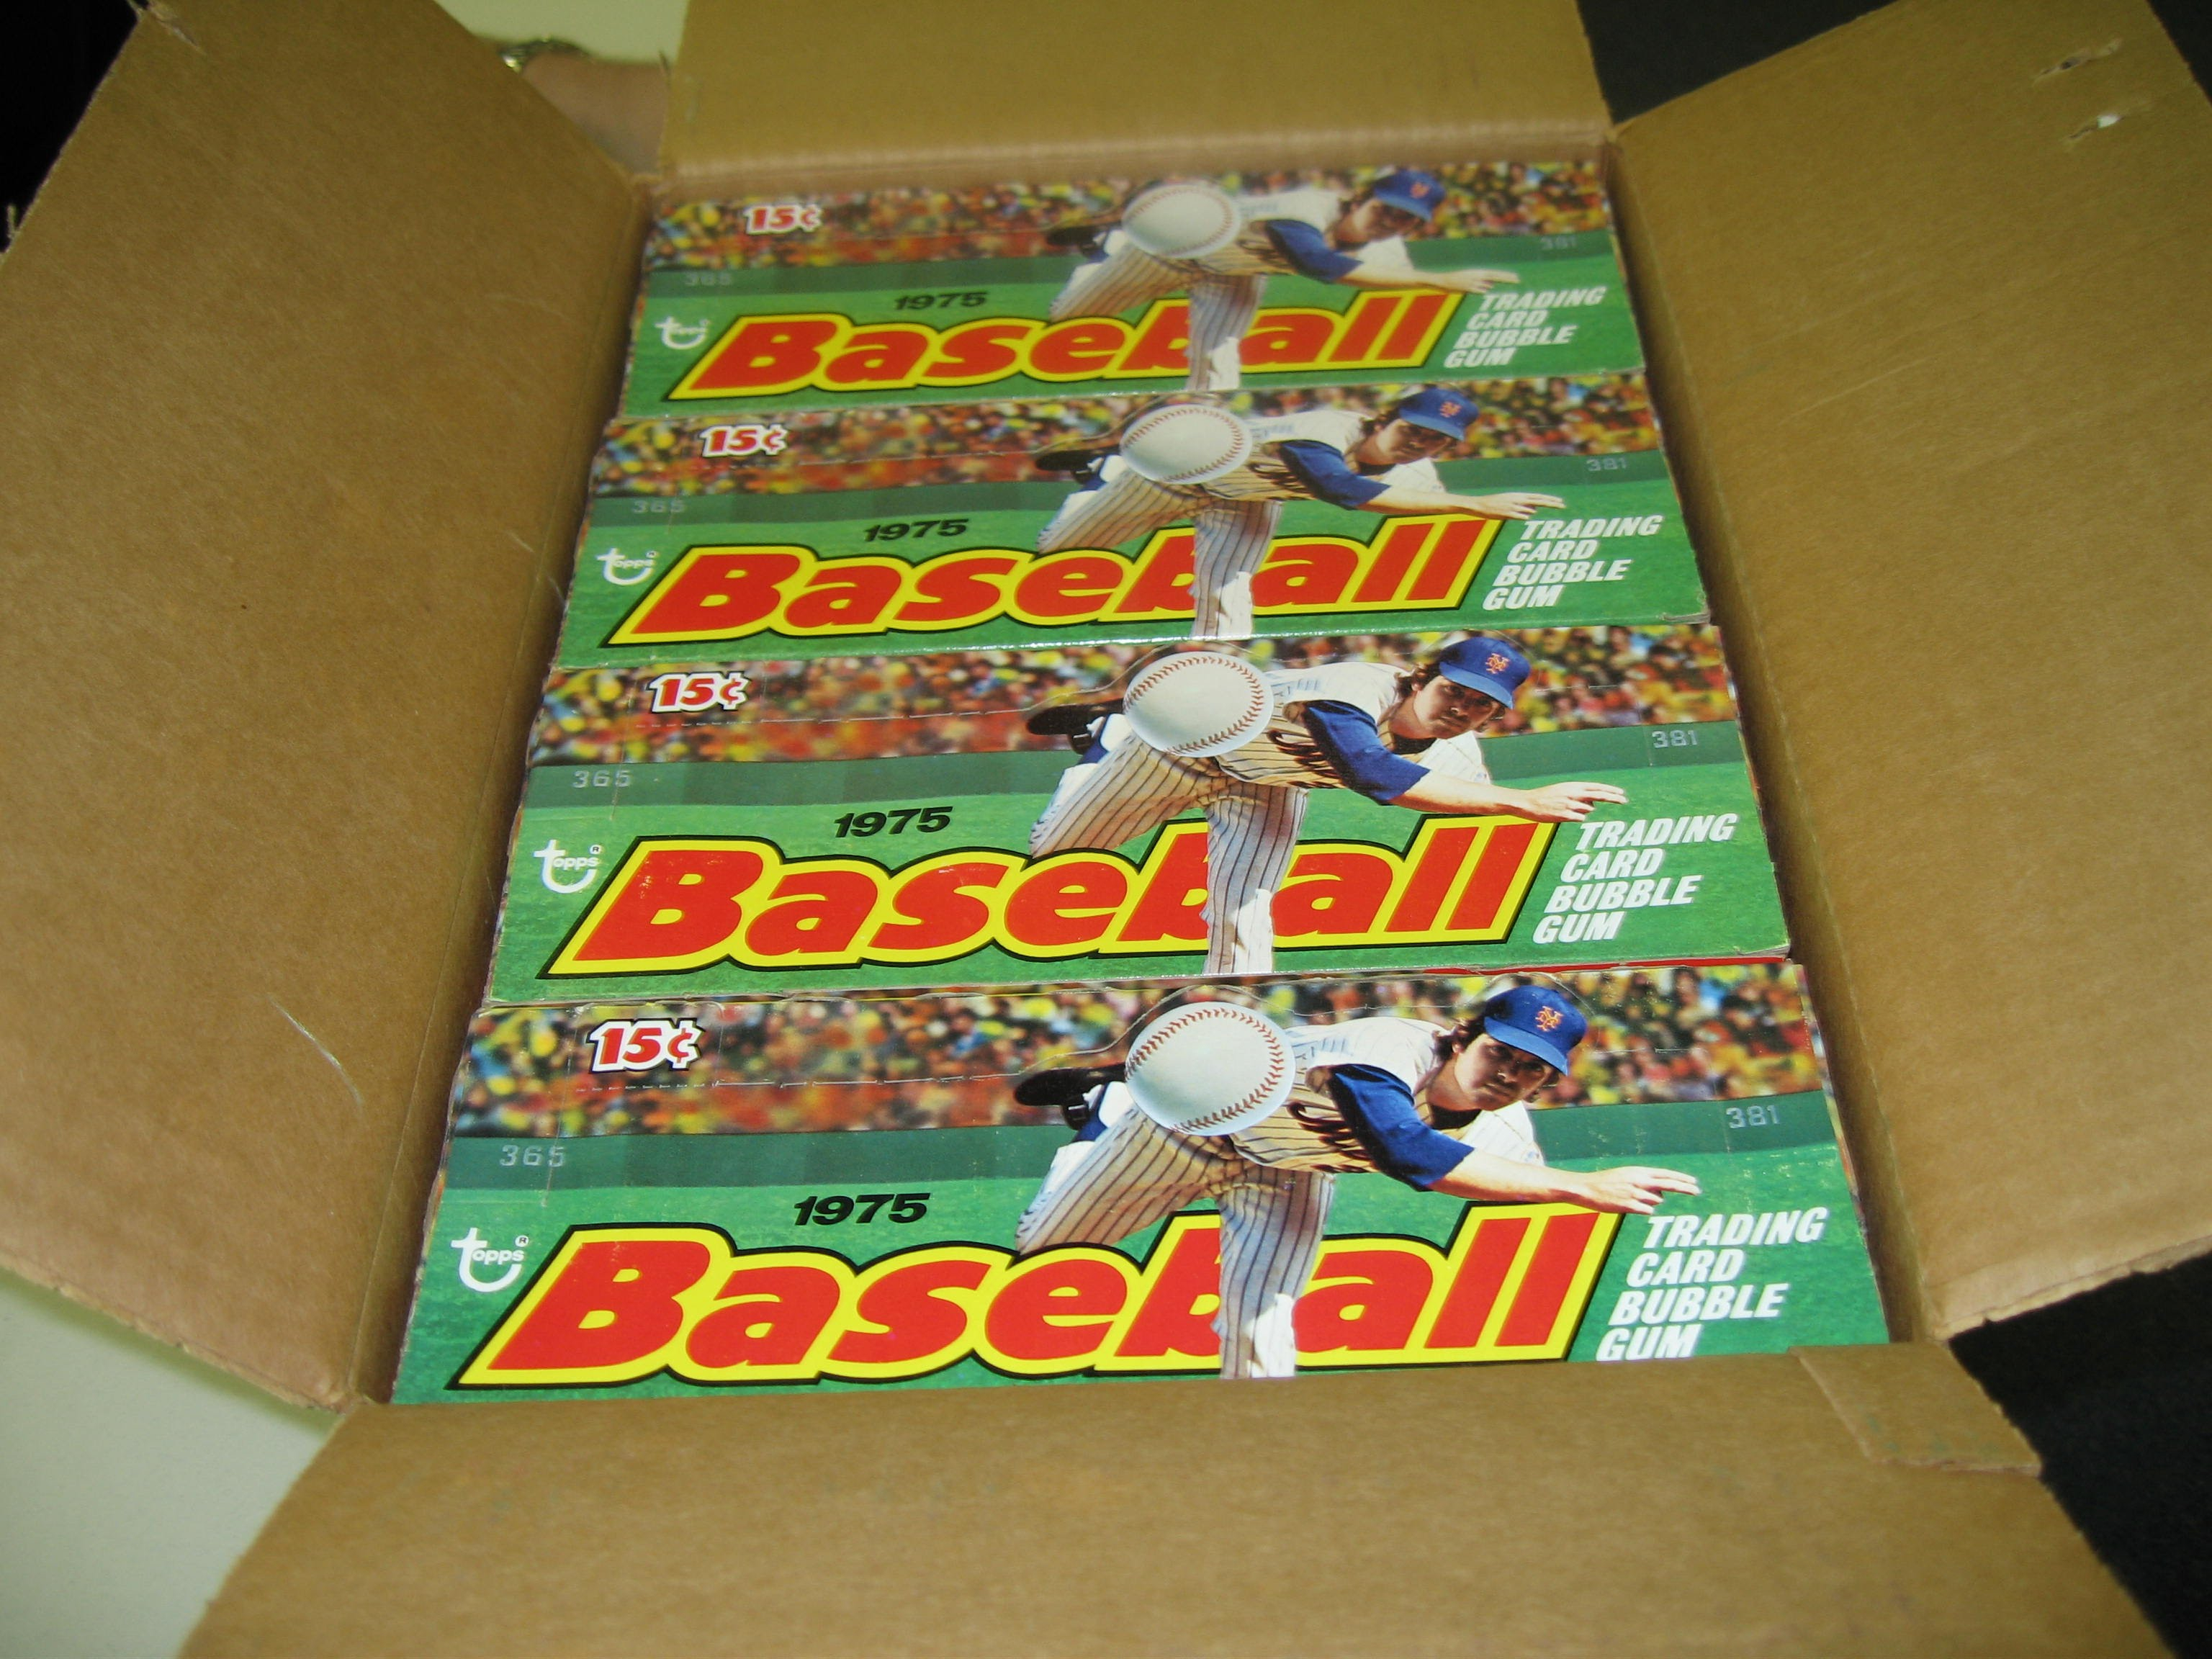 15¢
365
381
1975
topps®
Baseball
TRADING
CARD
BUBBLE
GUM
15¢
365
381
1975
topps®
Baseball
TRADING
CARD
BUBBLE
GUM
15¢
365
381
1975
topps®
Baseball
TRADING
CARD
BUBBLE
GUM
15¢
365
381
1975
topps®
Baseball
TRADING
CARD
BUBBLE
GUM